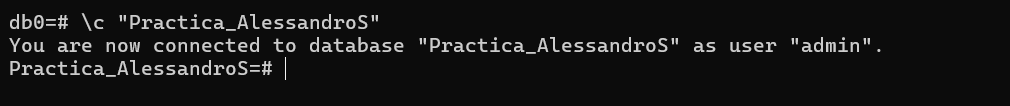 db0=# \c "Practica_AlessandroS"
You are now connected to database "Practica_AlessandroS" as user "admin".
Practica_AlessandroS=#